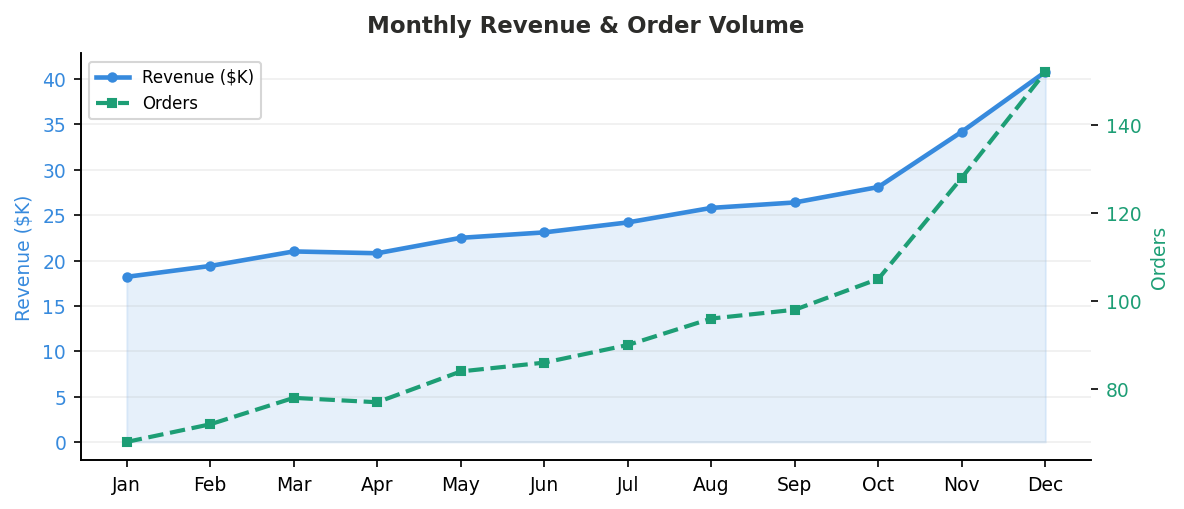 Monthly Revenue & Order Volume
Revenue ($K)
Orders
Revenue ($K)
40
35
30
25
20
15
10
5
0
140
120
100
80
Orders
Jan Feb Mar Apr May Jun Jul Aug Sep Oct Nov Dec